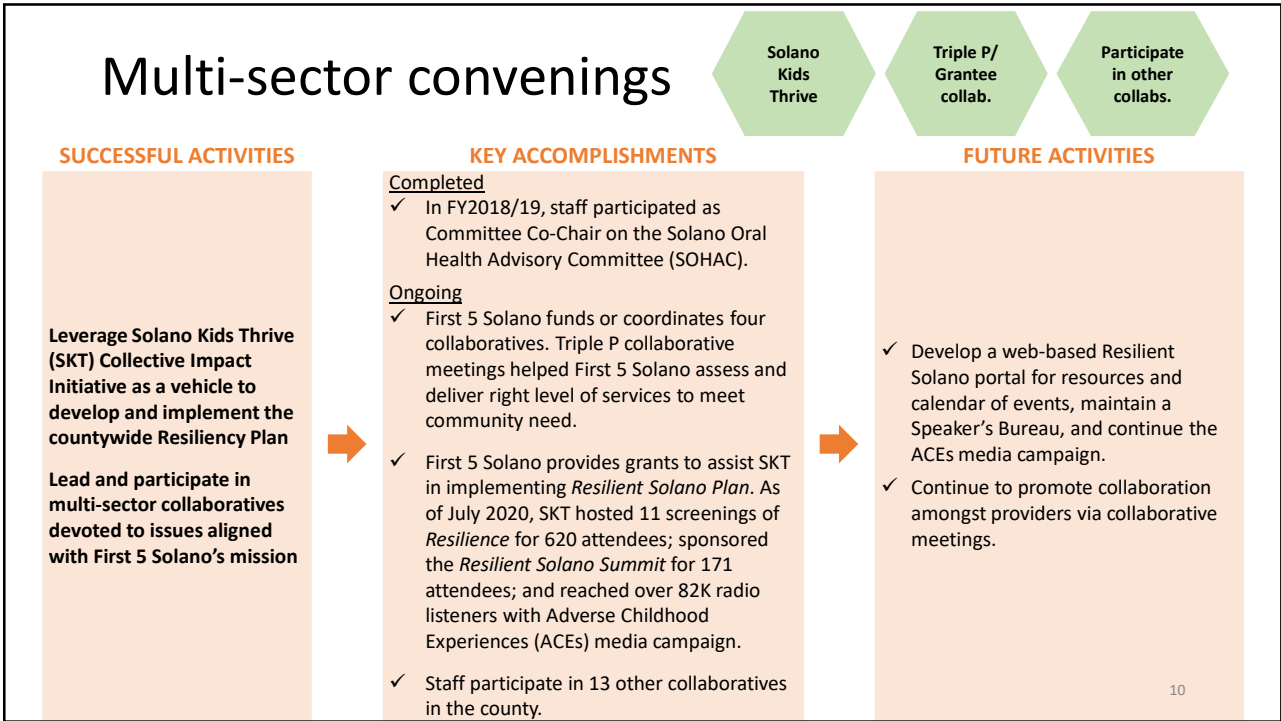 Multi-sector convenings
Solano
Kids
Thrive
Triple P/
Grantee
collab.
Participate
in other
collabs.
SUCCESSFUL ACTIVITIES
Leverage Solano Kids Thrive
(SKT) Collective Impact
Initiative as a vehicle to
develop and implement the
countywide Resiliency Plan
Lead and participate in
multi-sector collaboratives
devoted to issues aligned
with First 5 Solano’s mission
KEY ACCOMPLISHMENTS
Completed
✓ In FY2018/19, staff participated as
Committee Co-Chair on the Solano Oral
Health Advisory Committee (SOHAC).
Ongoing
✓ First 5 Solano funds or coordinates four
collaboratives. Triple P collaborative
meetings helped First 5 Solano assess and
deliver right level of services to meet
community need.
✓ First 5 Solano provides grants to assist SKT
in implementing Resilient Solano Plan. As
of July 2020, SKT hosted 11 screenings of
Resilience for 620 attendees; sponsored
the Resilient Solano Summit for 171
attendees; and reached over 82K radio
listeners with Adverse Childhood
Experiences (ACEs) media campaign.
✓ Staff participate in 13 other collaboratives
in the county.
FUTURE ACTIVITIES
✓ Develop a web-based Resilient
Solano portal for resources and
calendar of events, maintain a
Speaker’s Bureau, and continue the
ACEs media campaign.
✓ Continue to promote collaboration
amongst providers via collaborative
meetings.
10